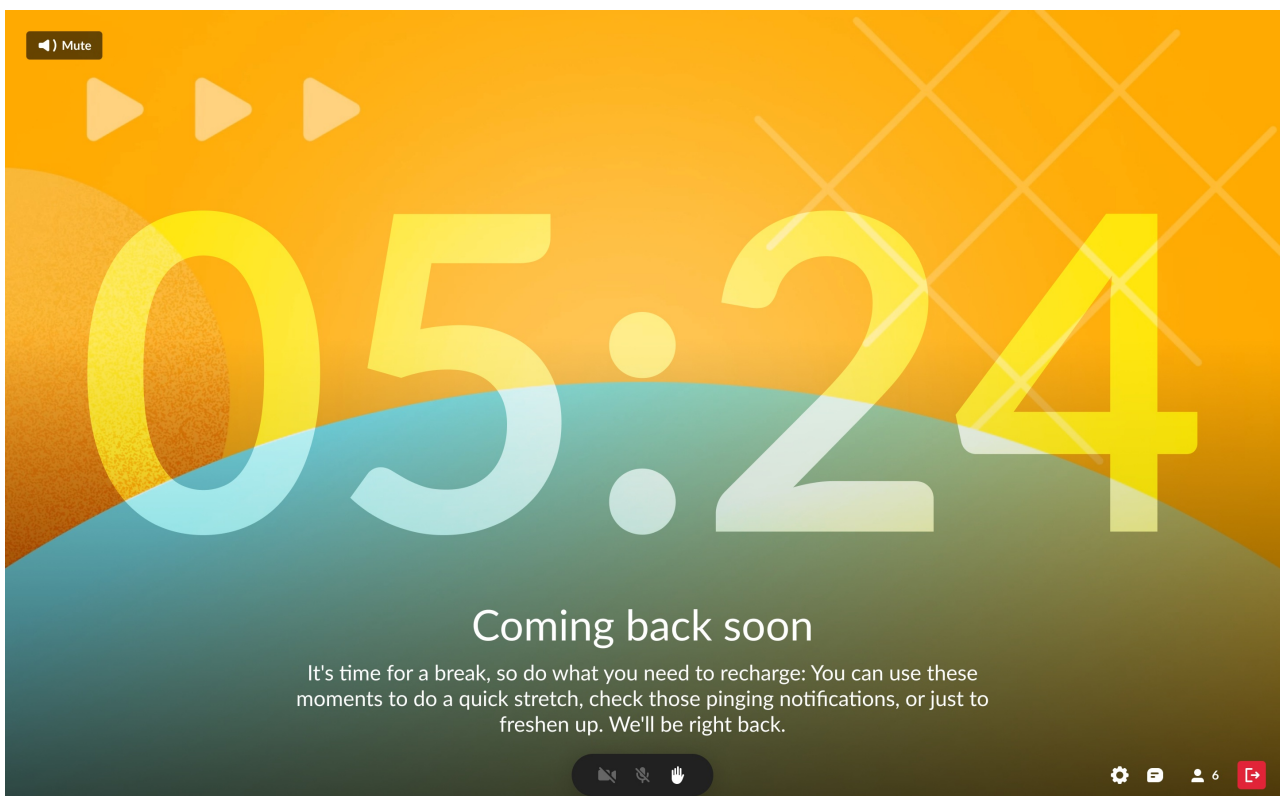 Mute
05:24
Coming back soon
It's time for a break, so do what you need to recharge: You can use these
moments to do a quick stretch, check those pinging notifications, or just to
freshen up. We'll be right back.
6